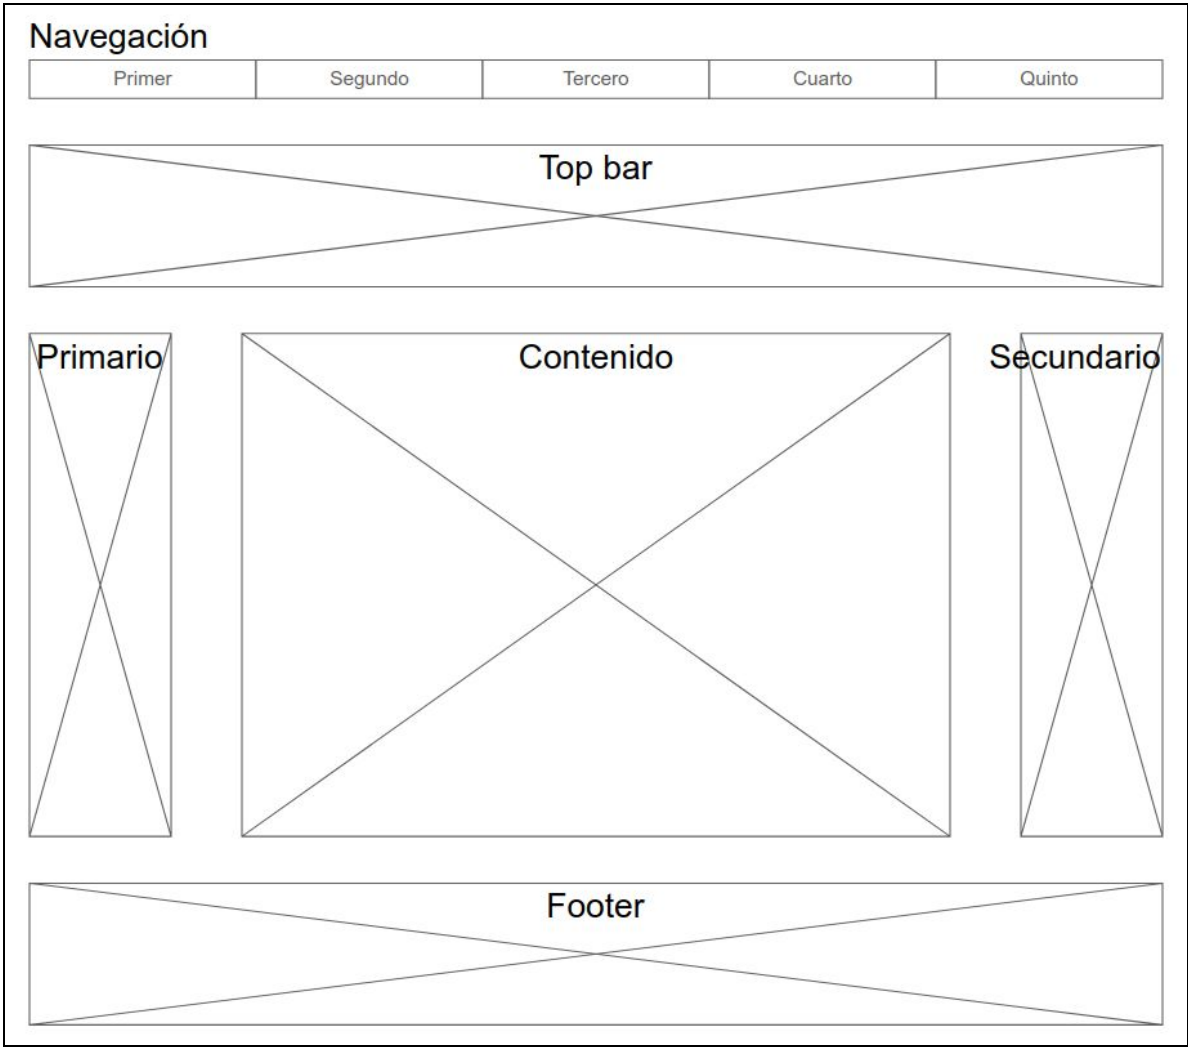 Navegación
Primer Segundo Tercero Cuarto Quinto
Top bar
Primario Contenido Secundario
Footer